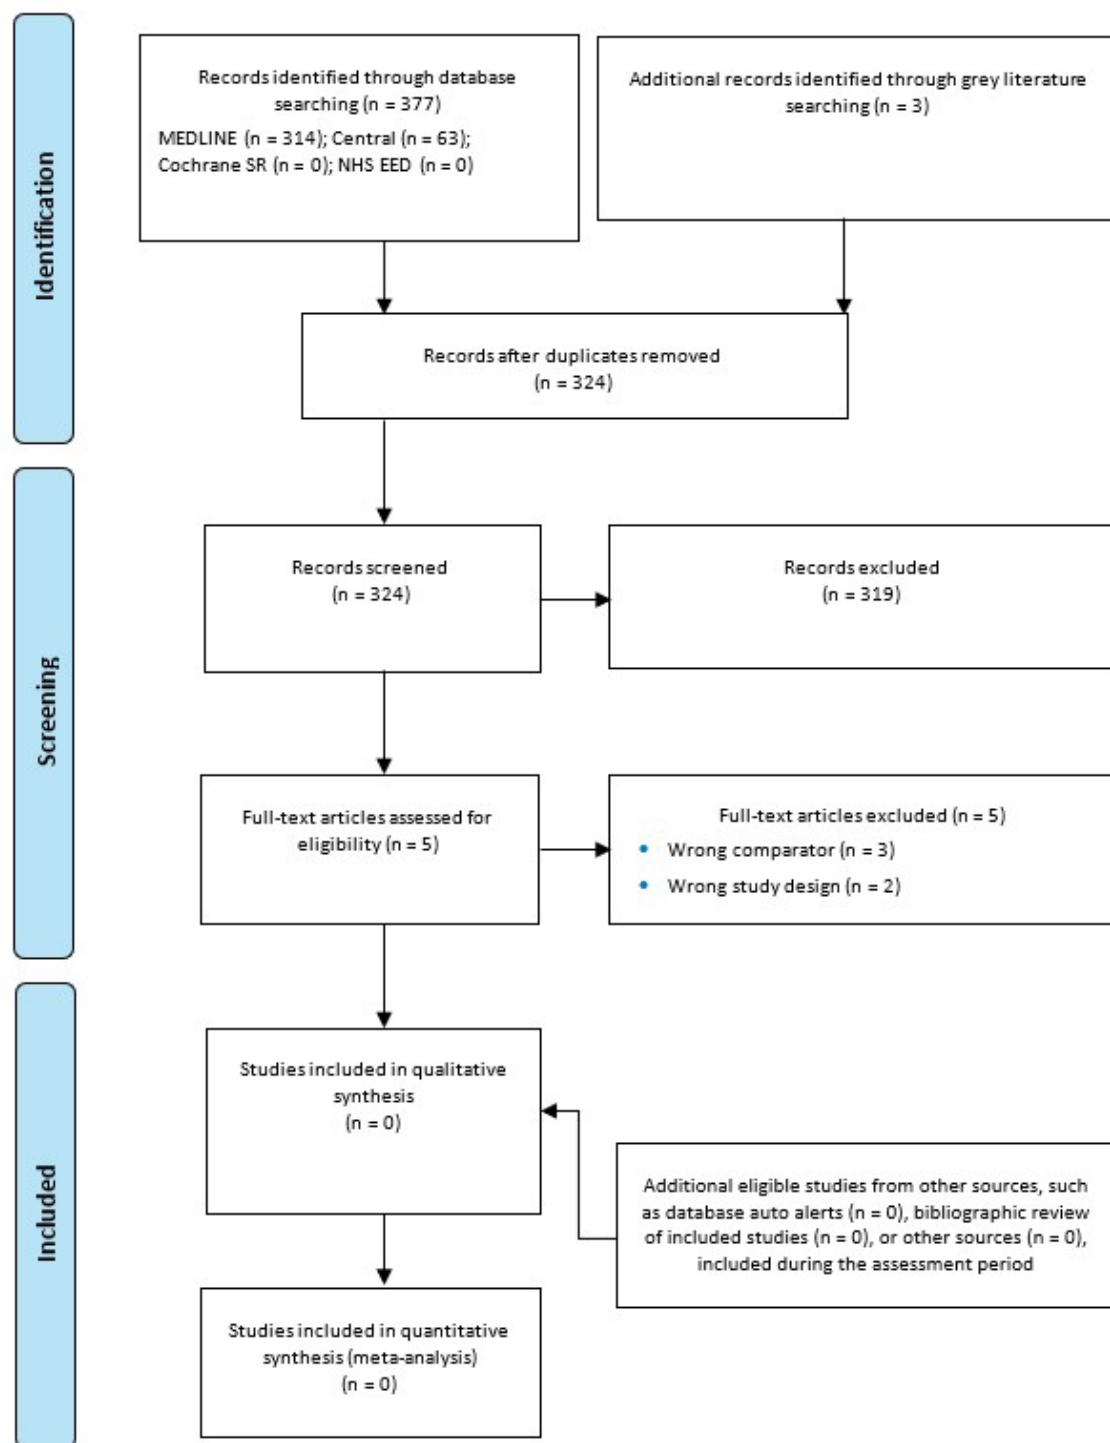 Identification
Records identified through database
searching (n = 377)
MEDLINE (n = 314); Central (n = 63);
Cochrane SR (n = 0); NHS EED (n = 0)
Additional records identified through grey literature
searching (n = 3)
Records after duplicates removed
(n = 324)
Screening
Records screened
(n = 324)
Records excluded
(n = 319)
Full-text articles assessed for
eligibility (n = 5)
Full-text articles excluded (n = 5)
• Wrong comparator (n = 3)
• Wrong study design (n = 2)
Included
Studies included in qualitative
synthesis
(n = 0)
Additional eligible studies from other sources, such
as database auto alerts (n = 0), bibliographic review
of included studies (n = 0), or other sources (n = 0),
included during the assessment period
Studies included in quantitative
synthesis (meta-analysis)
(n = 0)